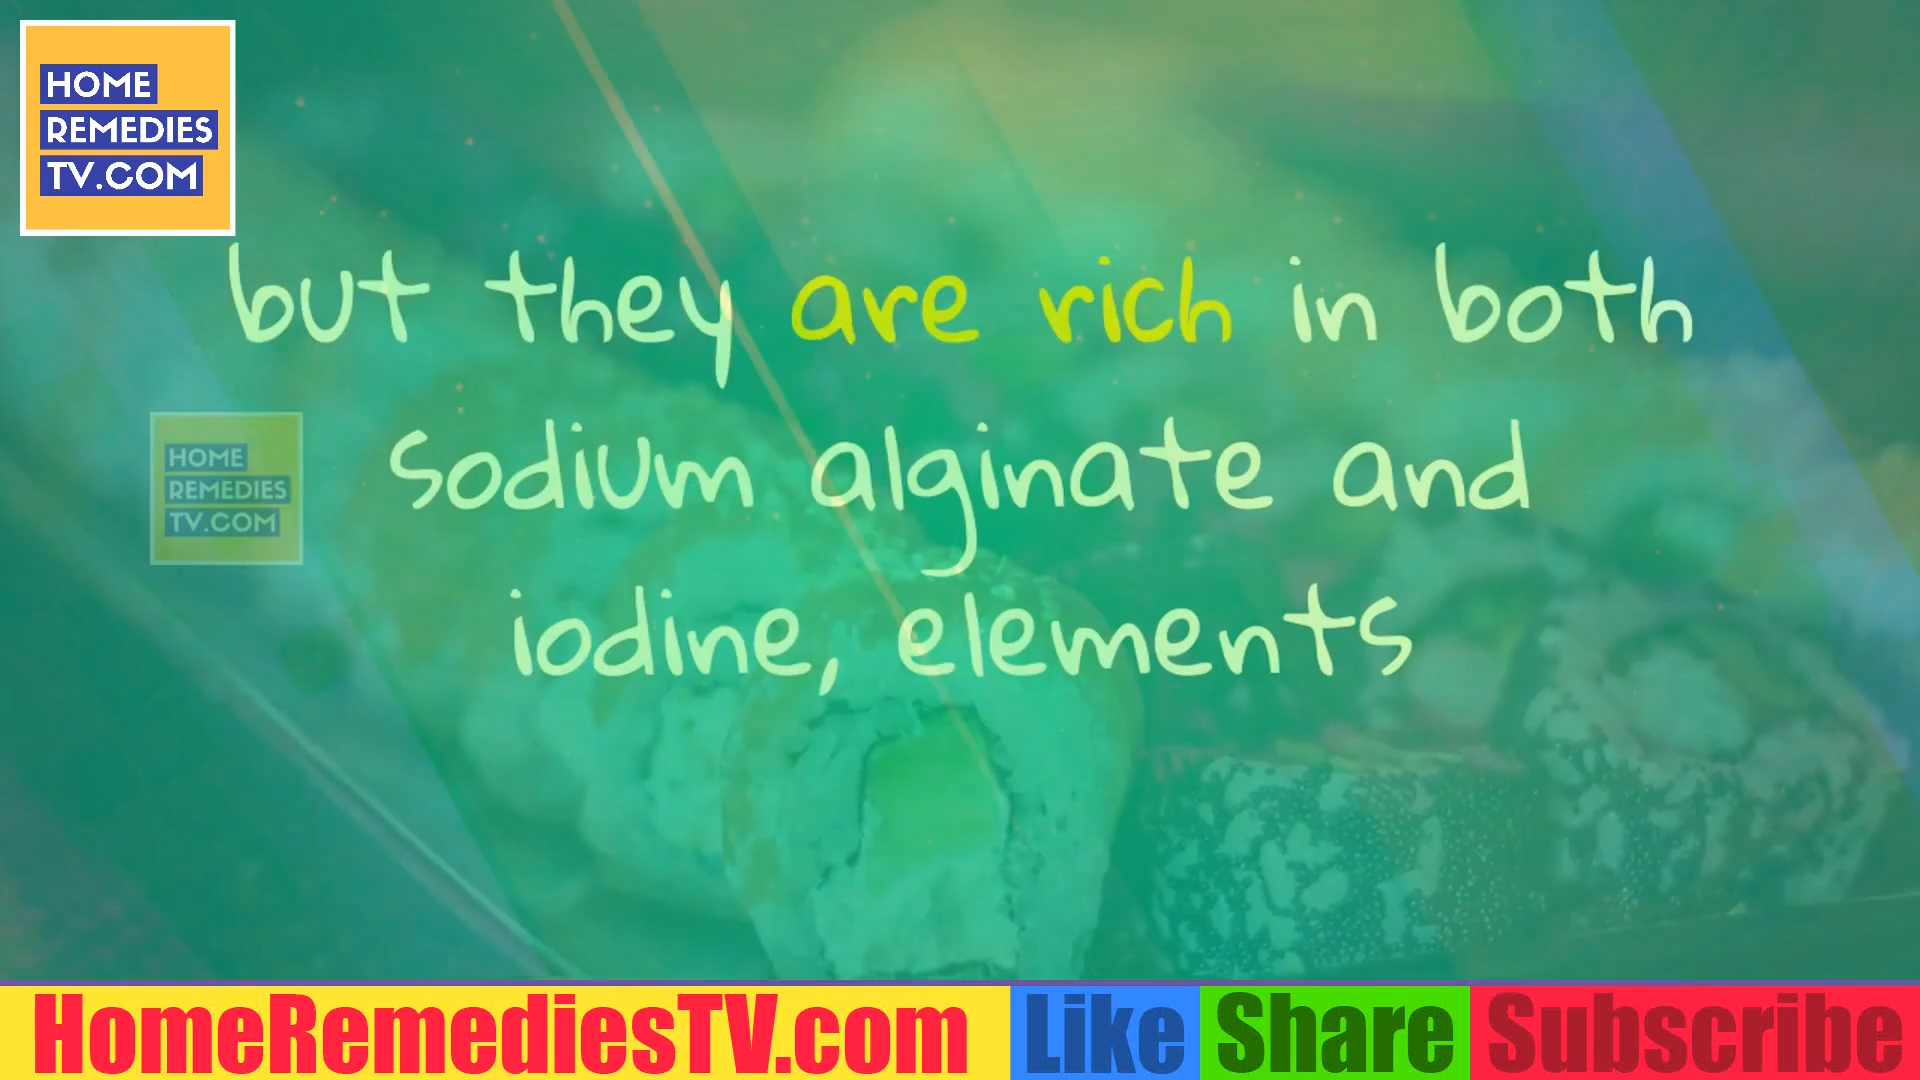 HOME
REMEDIES
TV.COM
but they are rich in both
sodium alginate and
iodine, elements
HOME
REMEDIES
TV.COM
HomeRemediesTV.com Like Share Subscribe